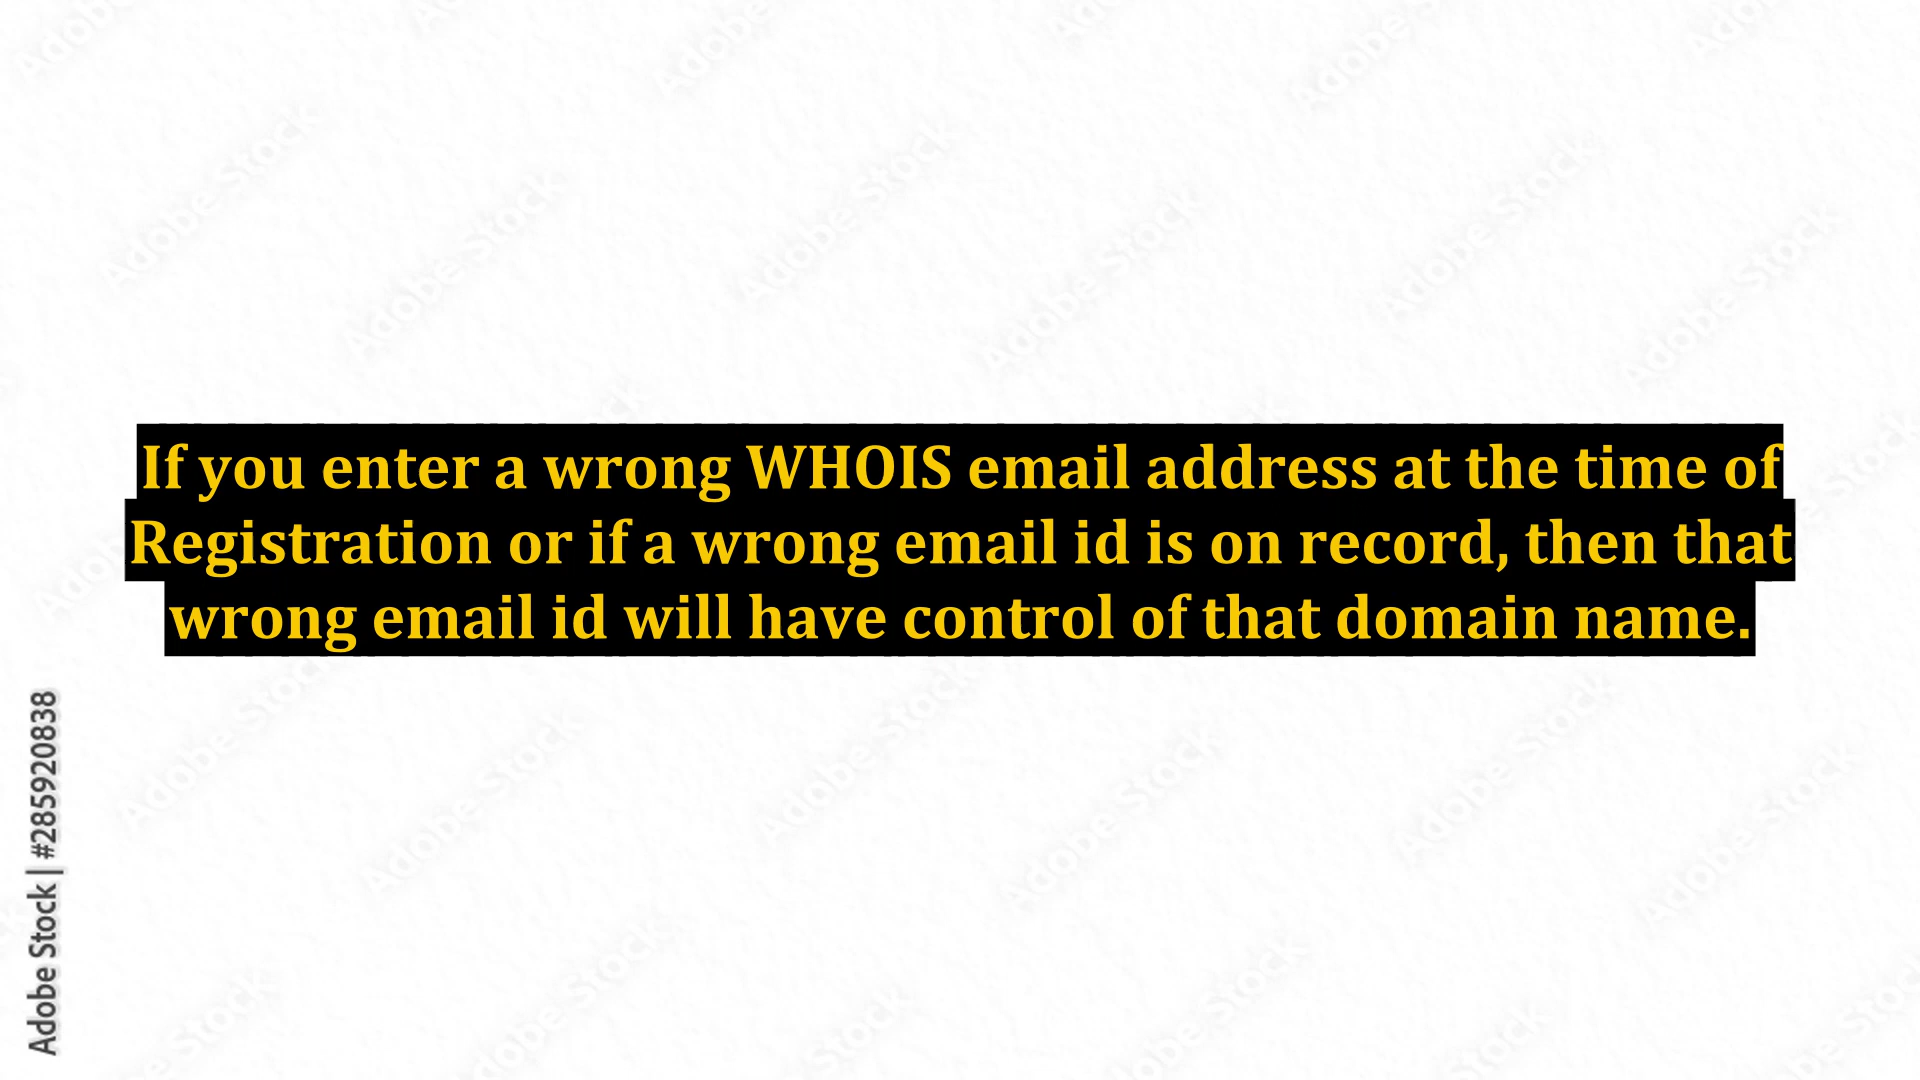 If you enter a wrong WHOIS email address at the time of
Registration or if a wrong email id is on record, then that
wrong email id will have control of that domain name.
Adobe Stock | #285920838